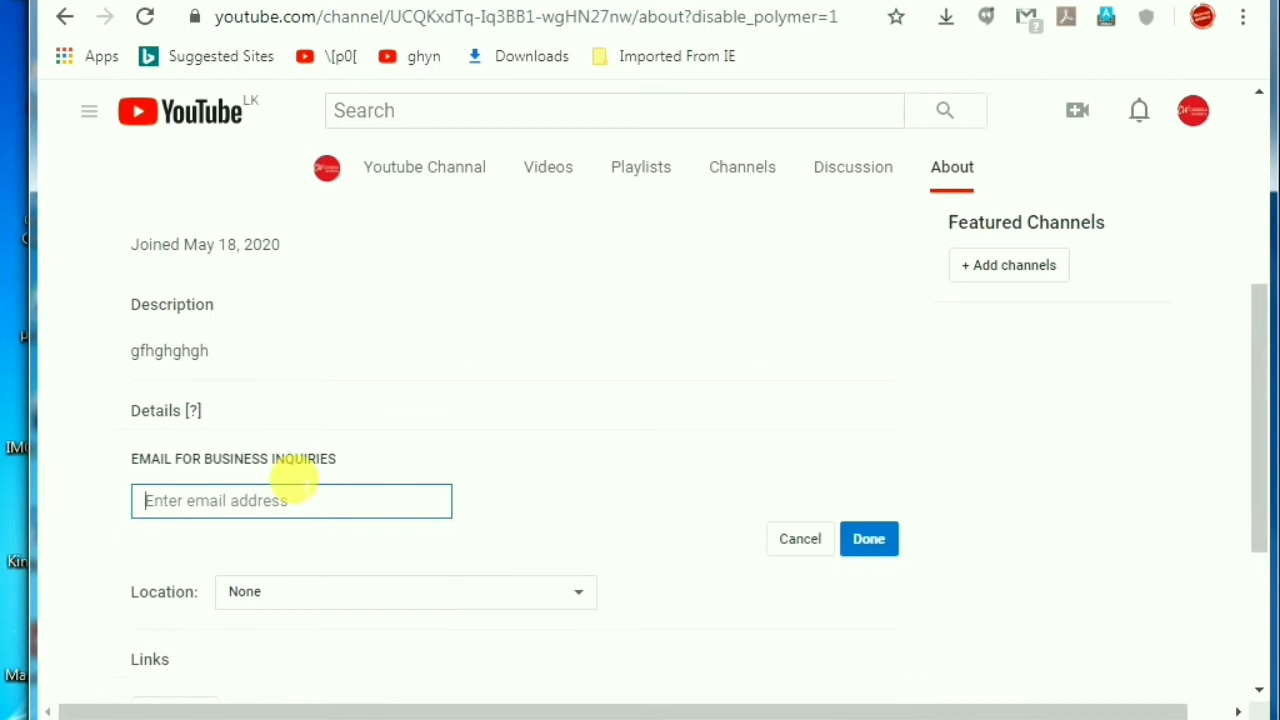 youtube.com/channel/UCQKxdTq-Iq3BB1-wgHN27nw/about?disable_polymer=1
Apps Suggested Sites \[p0[ ghyn Downloads Imported From IE
YouTube LK Search
Youtube Channal Videos Playlists Channels Discussion About
Featured Channels
Joined May 18, 2020
+ Add channels
Description
gfhghghgh
Details [?]
EMAIL FOR BUSINESS INQUIRIES
Enter email address
Cancel Done
Location: None
Links